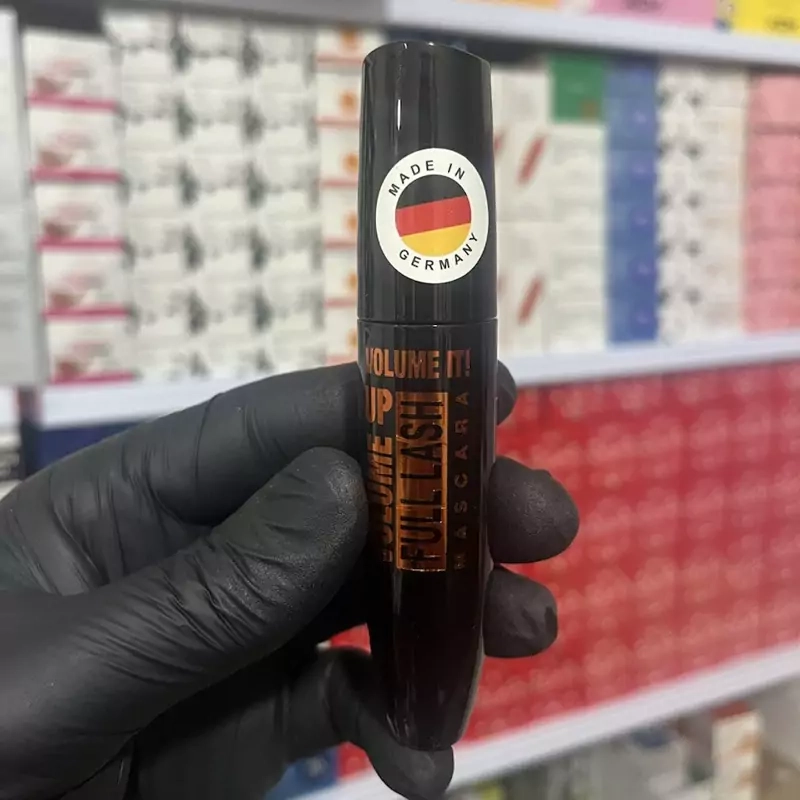 MADE IN
GERMANY
VOLUME IT!
UP
VOLUME
FULL LASH
MASCARA